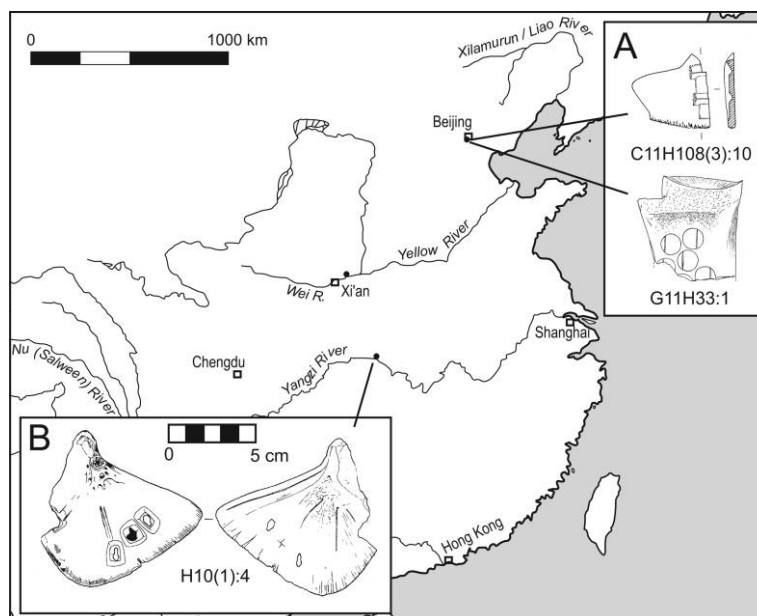 0 1000 km
Xilamurun / Liao River
Beijing
A
C11H108(3):10
G11H33:1
Yellow River
Wei R.
Xi'an
Shanghai
Chengdu
Yangzi River
Nu (Salween) River
B
0 5 cm
H10(1):4
Hong Kong